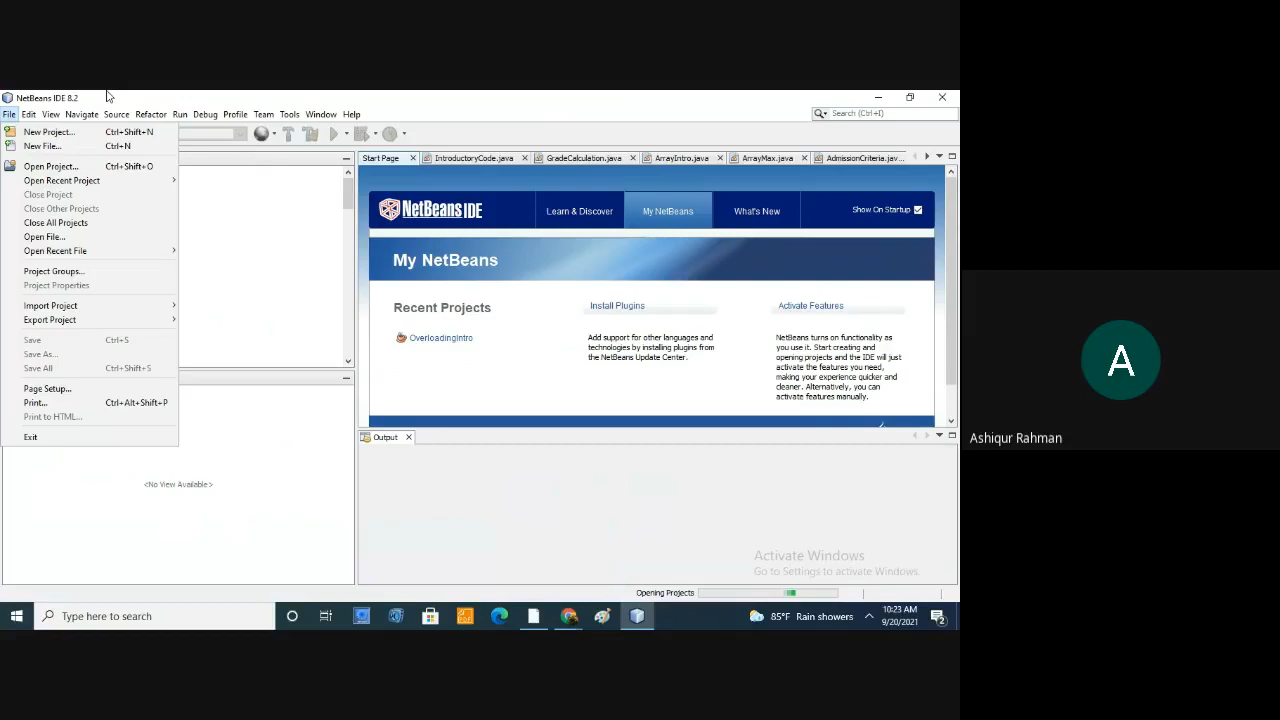 NetBeans IDE 8.2
File Edit View Navigate Source Refactor Run Debug Profile Team Tools Window Help
Search (Ctrl+I)
New Project... Ctrl+Shift+N
New File... Ctrl+N
Open Project... Ctrl+Shift+O
Open Recent Project
Close Project
Close Other Projects
Close All Projects
Open File...
Open Recent File
Project Groups...
Project Properties
Import Project
Export Project
Save Ctrl+S
Save As...
Save All Ctrl+Shift+S
Page Setup...
Print... Ctrl+Alt+Shift+P
Print to HTML...
Exit
<No View Available>
Start Page IntroductoryCode.java GradeCalculation.java ArrayIntro.java ArrayMax.java AdmissionCriteria.jav...
NetBeans IDE Learn & Discover My NetBeans What's New Show On Startup
My NetBeans
Recent Projects
OverloadingIntro
Install Plugins
Add support for other languages and
technologies by installing plugins from
the NetBeans Update Center.
Activate Features
NetBeans turns on functionality as
you use it. Start creating and
opening projects and the IDE will just
activate the features you need,
making your experience quicker and
cleaner. Alternatively, you can
activate features manually.
Output
Activate Windows
Go to Settings to activate Windows.
Opening Projects
Type here to search
85°F Rain showers
10:23 AM
9/20/2021
2
A
Ashiqur Rahman